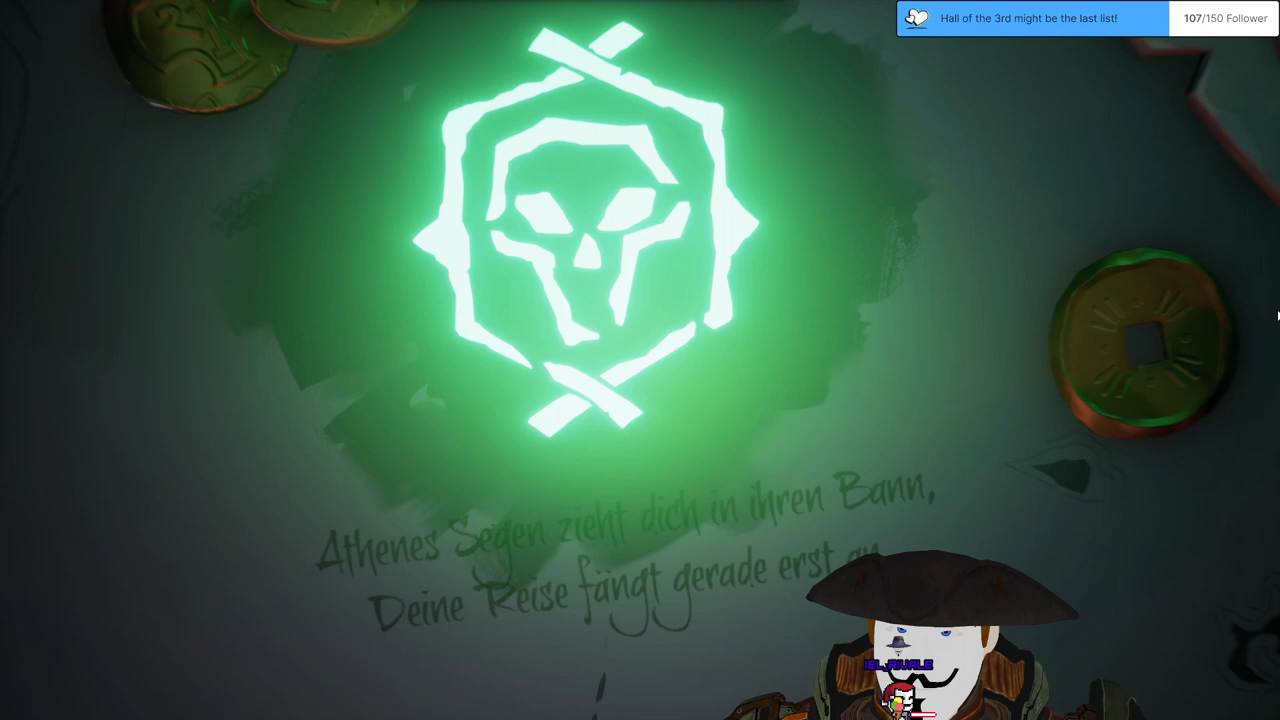 Hall of the 3rd might be the last list!
107/150 Follower
Athenes Segen zieht dich in ihren Bann,
Deine Reise fängt gerade erst an